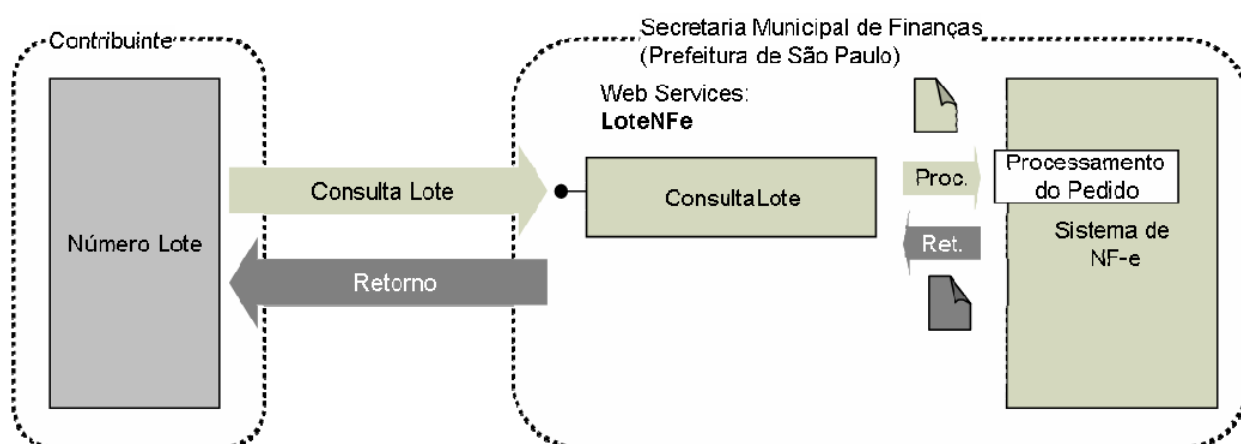 Contribuinte
Número Lote
Consulta Lote
Retorno
Secretaria Municipal de Finanças
(Prefeitura de São Paulo)
Web Services:
LoteNFe
ConsultaLote
Proc.
Ret.
Processamento
do Pedido
Sistema de
NF-e